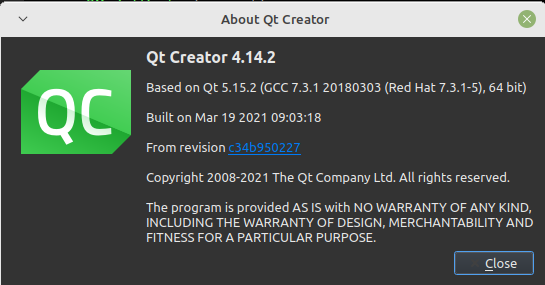 About Qt Creator
QC
Qt Creator 4.14.2
Based on Qt 5.15.2 (GCC 7.3.1 20180303 (Red Hat 7.3.1-5), 64 bit)
Built on Mar 19 2021 09:03:18
From revision c34b950227
Copyright 2008-2021 The Qt Company Ltd. All rights reserved.
The program is provided AS IS with NO WARRANTY OF ANY KIND,
INCLUDING THE WARRANTY OF DESIGN, MERCHANTABILITY AND
FITNESS FOR A PARTICULAR PURPOSE.
Close